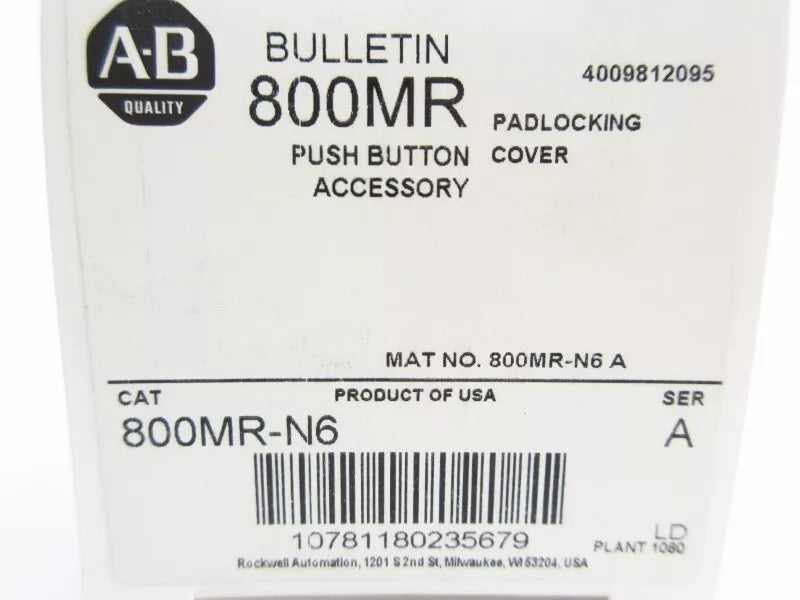 A-B
QUALITY
BULLETIN
800MR
PUSH BUTTON
ACCESSORY
4009812095
PADLOCKING
COVER
MAT NO. 800MR-N6 A
CAT
PRODUCT OF USA
SER
800MR-N6
A
10781180235679
LD
PLANT 1080
Rockwell Automation, 1201 S 2nd St, Milwaukee, WI 53204, USA